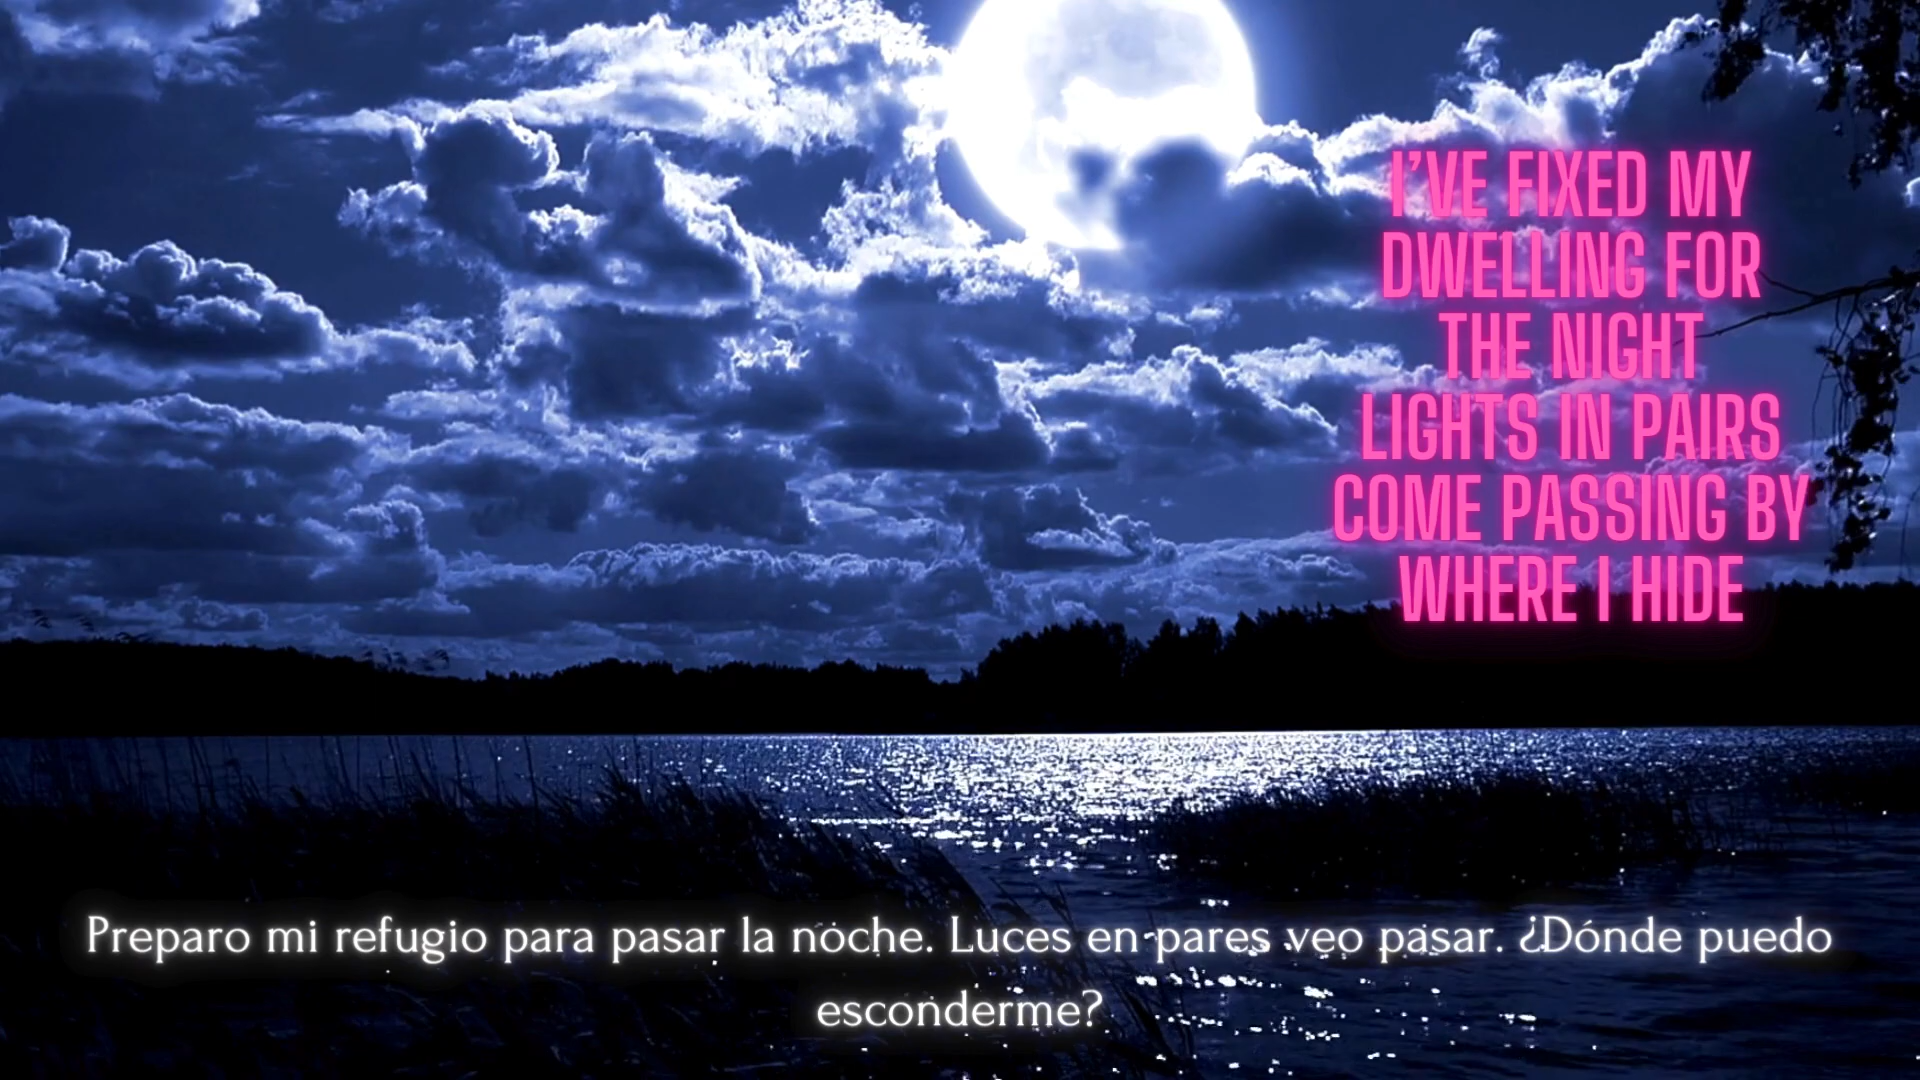 I'VE FIXED MY
DWELLING FOR
THE NIGHT
LIGHTS IN PAIRS
COME PASSING BY
WHERE I HIDE
Preparo mi refugio para pasar la noche. Luces en pares veo pasar. ¿Dónde puedo
esconderme?